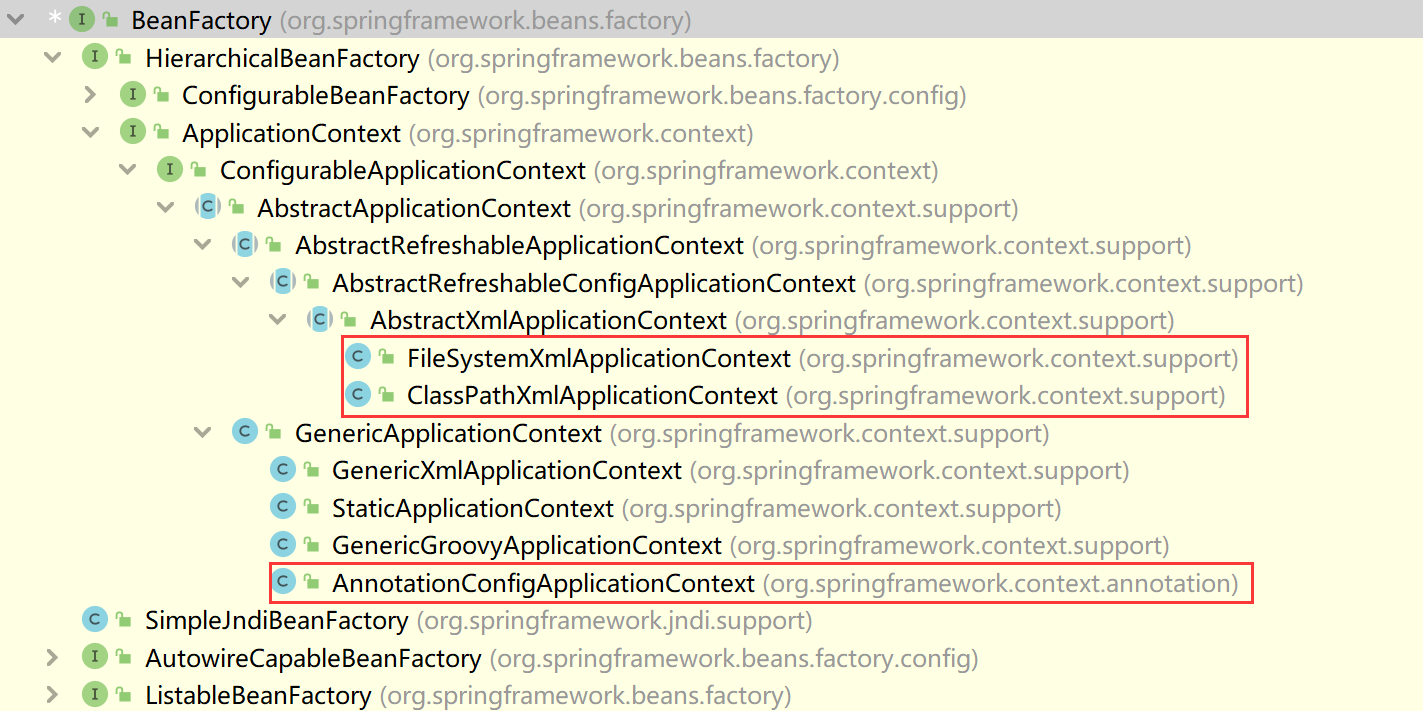 * I BeanFactory (org.springframework.beans.factory)
I HierarchicalBeanFactory (org.springframework.beans.factory)
I ConfigurableBeanFactory (org.springframework.beans.factory.config)
I ApplicationContext (org.springframework.context)
I ConfigurableApplicationContext (org.springframework.context)
C AbstractApplicationContext (org.springframework.context.support)
C AbstractRefreshableApplicationContext (org.springframework.context.support)
C AbstractRefreshableConfigApplicationContext (org.springframework.context.support)
C AbstractXmlApplicationContext (org.springframework.context.support)
C FileSystemXmlApplicationContext (org.springframework.context.support)
C ClassPathXmlApplicationContext (org.springframework.context.support)
C GenericApplicationContext (org.springframework.context.support)
C GenericXmlApplicationContext (org.springframework.context.support)
C StaticApplicationContext (org.springframework.context.support)
C GenericGroovyApplicationContext (org.springframework.context.support)
C AnnotationConfigApplicationContext (org.springframework.context.annotation)
C SimpleJndiBeanFactory (org.springframework.jndi.support)
I AutowireCapableBeanFactory (org.springframework.beans.factory.config)
I ListableBeanFactory (org.springframework.beans.factory)